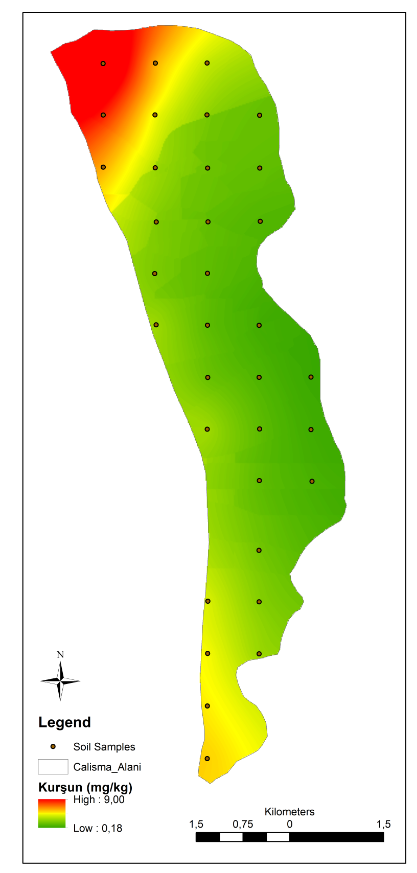 N
Legend
Soil Samples
Calisma_Alani
Kurşun (mg/kg)
High : 9,00
Low : 0,18
Kilometers
1,5 0,75 0 1,5